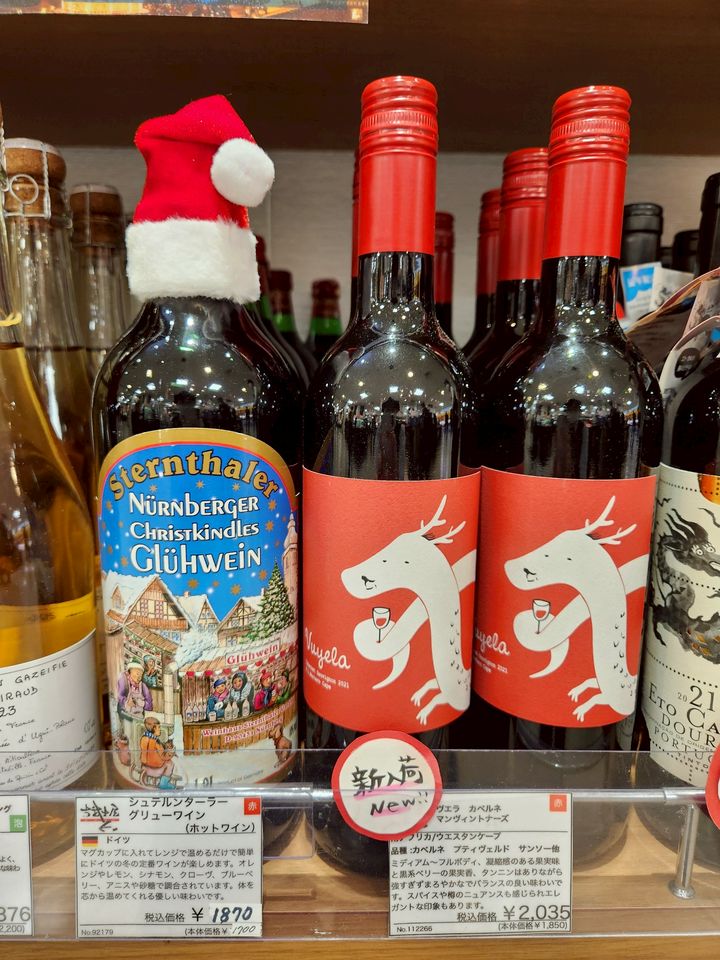 Sternthaler
NÜRNBERGER
CHRISTKINDLES
GLÜHWEIN
Glühwein
1,0l
Vuyela
Vuyela
GAZEIFIE
IRAUD
21
20
ETO CA
DOUR
PORTUG
新入荷
New!!
シュテルンターラー
グリューワイン
(ホットワイン)
赤
ドイツ
マグカップに入れてレンジで温めるだけで簡単
にドイツの冬の定番ワインが楽しめます。オレ
ンジやレモン、シナモン、クローヴ、ブルーベ
リー、アニスや砂糖で調合されています。体を
芯から温めてくれる優しい味わいです。
税込価格 ¥ 1870
(本体価格¥ 1700
No.92179
ヴエラ カベルネ
マンヴィントナーズ
赤
フリカ/ウエスタンケープ
品種:カベルネ プティヴェルド サンソー他
ミディアム〜フルボディ、凝縮感のある果実味
と黒系ベリーの果実香、タンニンはありながら
強すぎずまろやかなでバランスの良い味わいで
す。スパイスや樽のニュアンスも感じられエレ
ガントな印象もあります。
税込価格 ¥2,035
(本体価格¥1,850)
No.112266
泡
376
2,200)